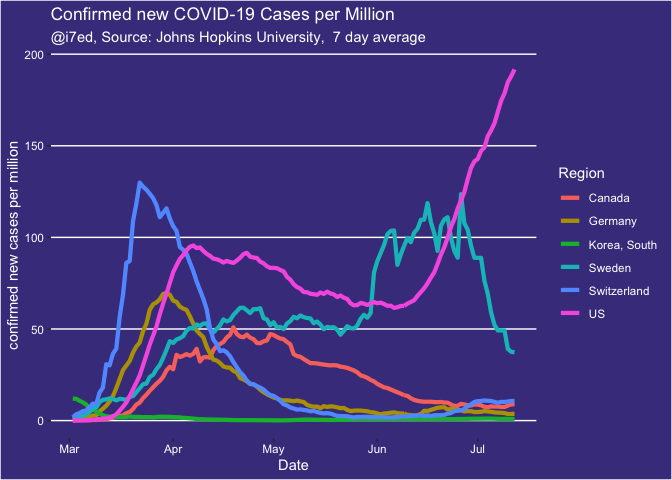 Confirmed new COVID-19 Cases per Million
@i7ed, Source: Johns Hopkins University,  7 day average
200
150
100
50
0
confirmed new cases per million
Mar
Apr
May
Jun
Jul
Date
Region
Canada
Germany
Korea, South
Sweden
Switzerland
US